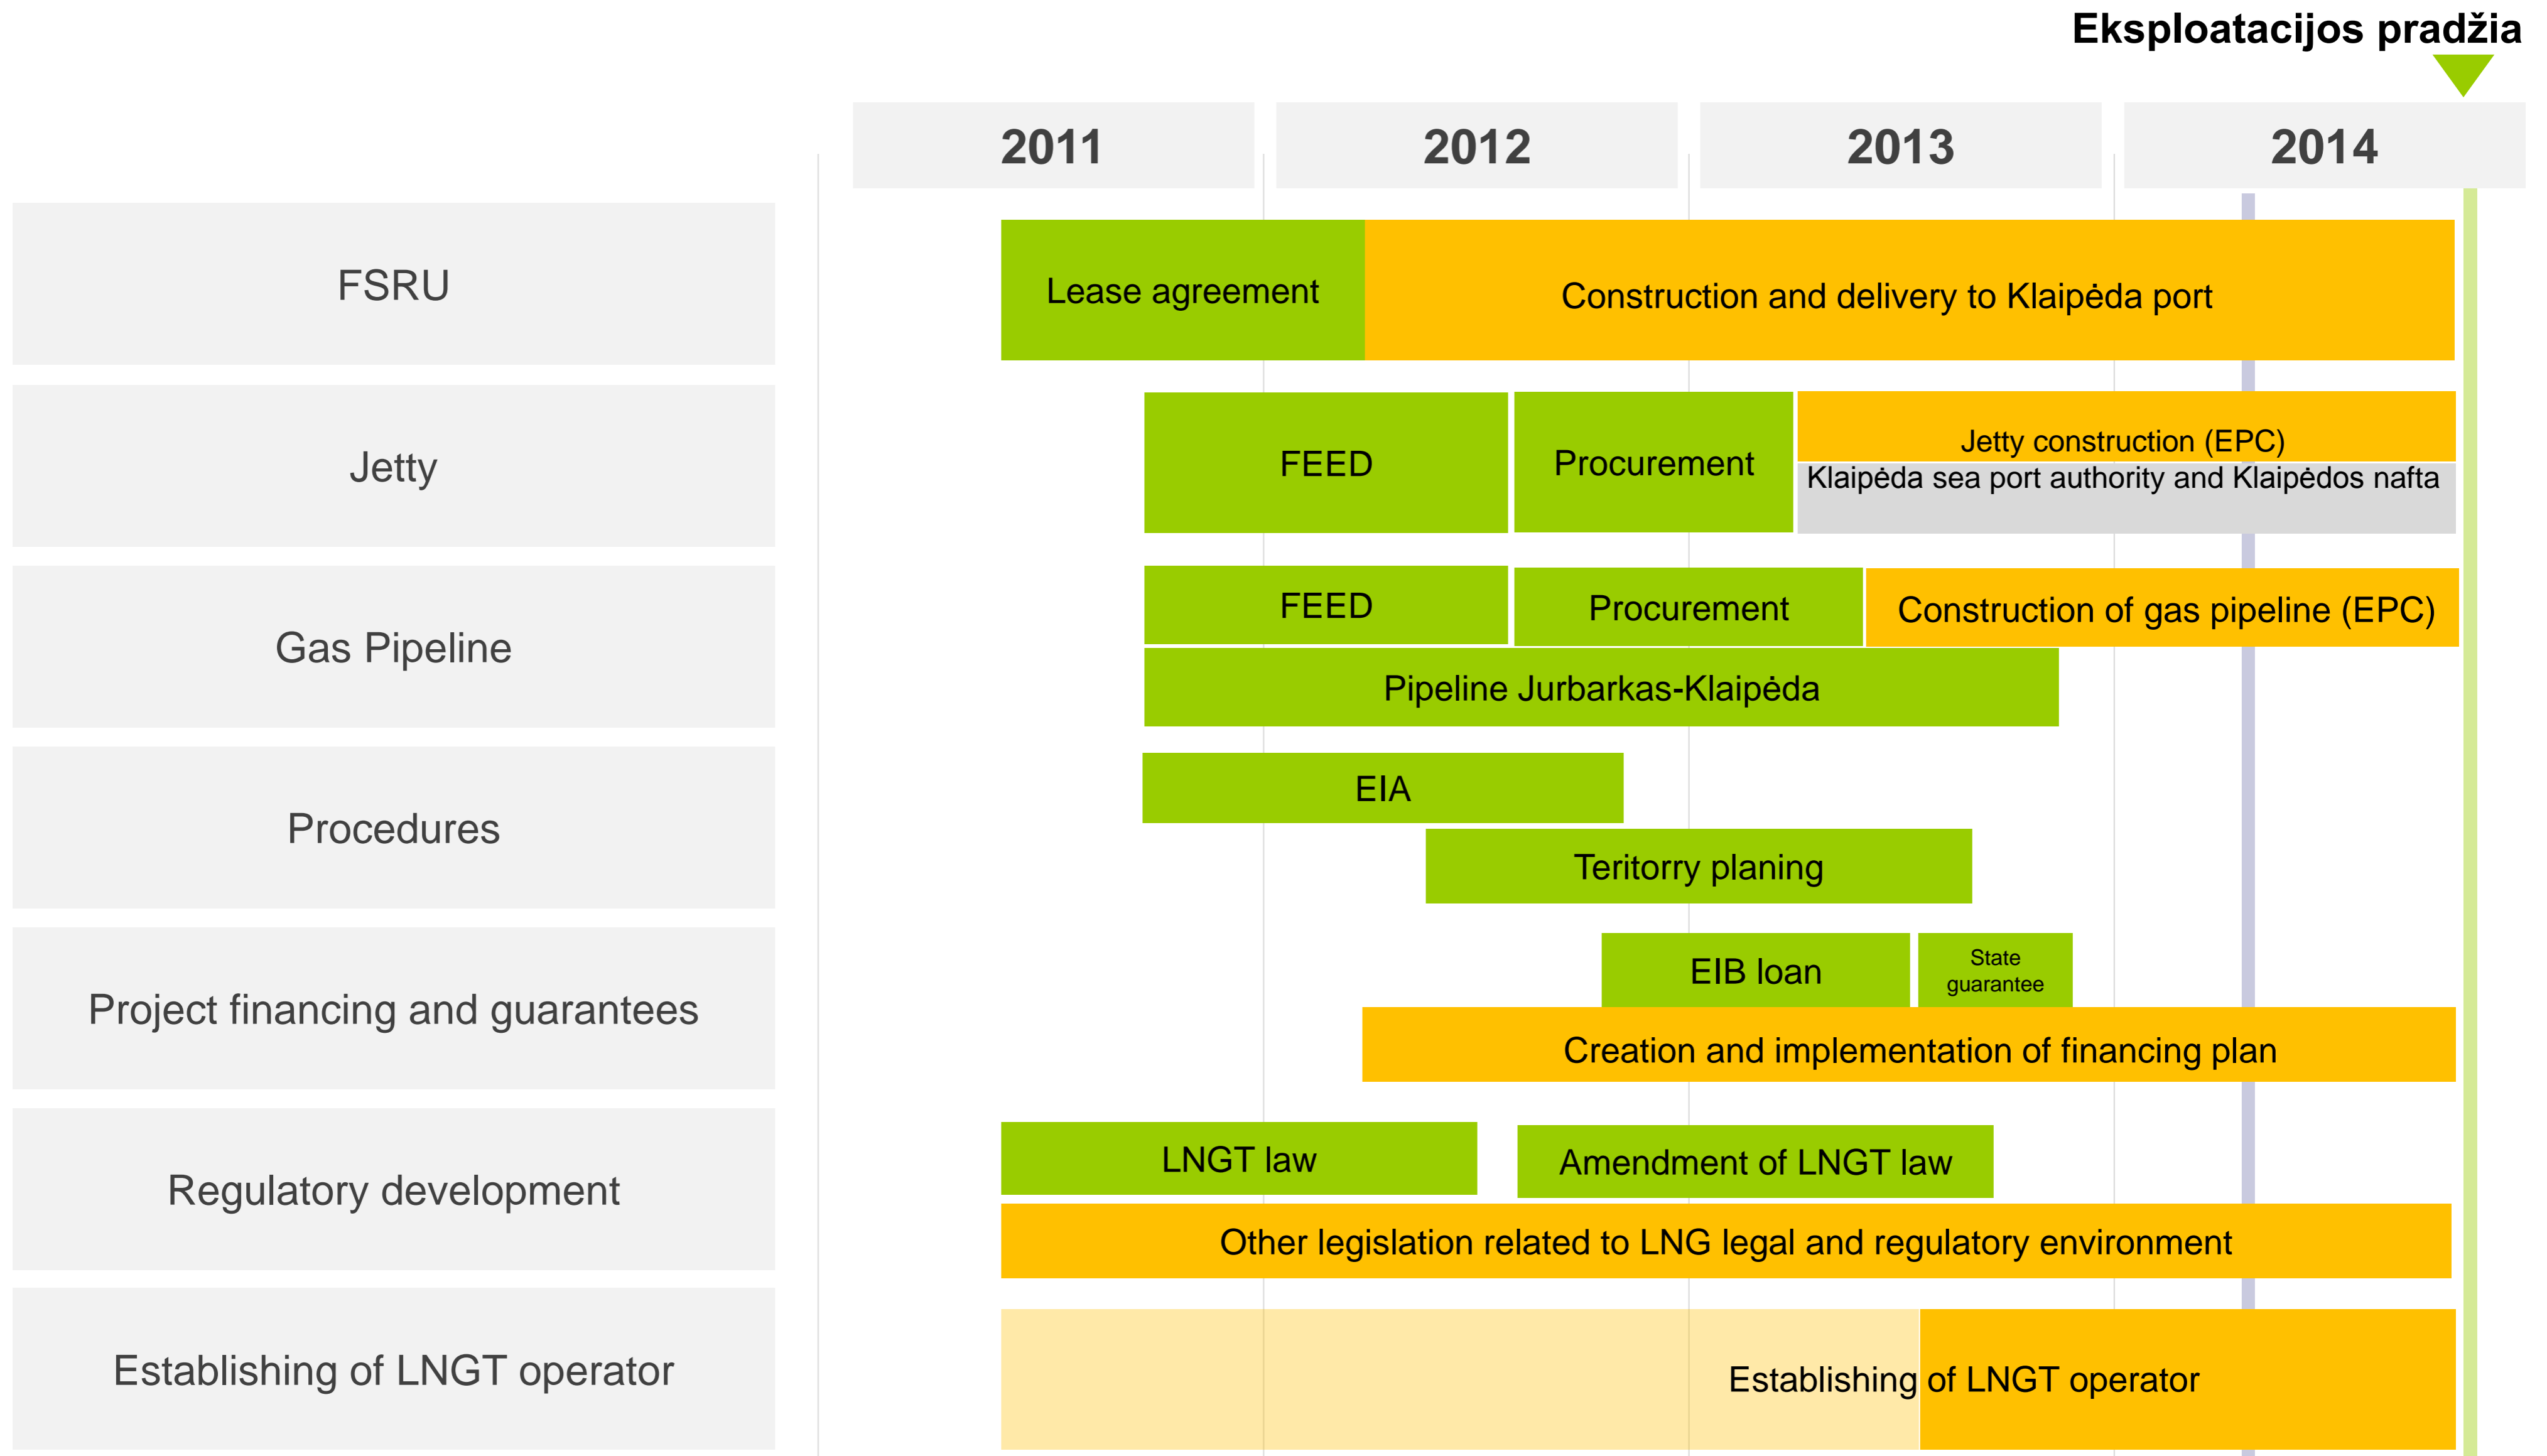 Eksploatacijos pradžia
2011
2012
2013
2014
FSRU
Lease agreement
Construction and delivery to Klaipėda port
Jetty
FEED
Procurement
Jetty construction (EPC)
Klaipėda sea port authority and Klaipėdos nafta
Gas Pipeline
FEED
Procurement
Construction of gas pipeline (EPC)
Pipeline Jurbarkas-Klaipėda
Procedures
EIA
Teritorry planing
Project financing and guarantees
EIB loan
State
guarantee
Creation and implementation of financing plan
Regulatory development
LNGT law
Amendment of LNGT law
Other legislation related to LNG legal and regulatory environment
Establishing of LNGT operator
Establishing of LNGT operator